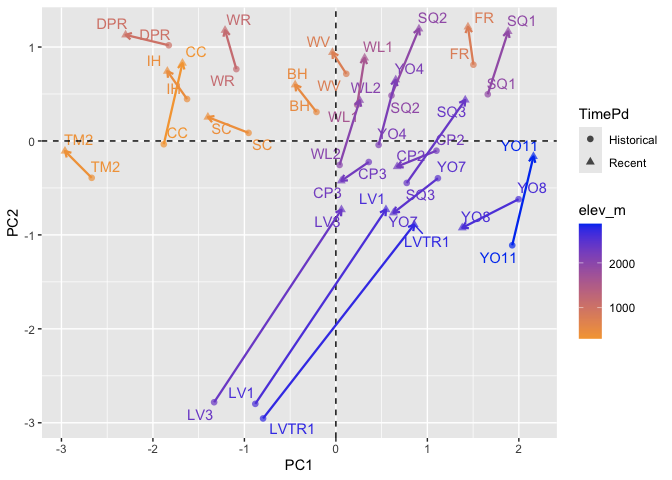 DPR
DPR
WR
WR
IH
IH
CC
CC
SC
SC
TM2
TM2
BH
BH
WV
WV
WL1
WL1
WL2
WL2
YO4
YO4
SQ2
SQ2
FR
FR
SQ1
SQ1
SQ3
SQ3
CP2
CP2
CP3
CP3
YO7
YO7
YO8
YO8
YO11
YO11
LV1
LV1
LV3
LV3
LVTR1
LVTR1
1
0
-1
-2
-3
PC2
-3
-2
-1
0
1
2
PC1
TimePd
Historical
Recent
elev_m
2000
1000